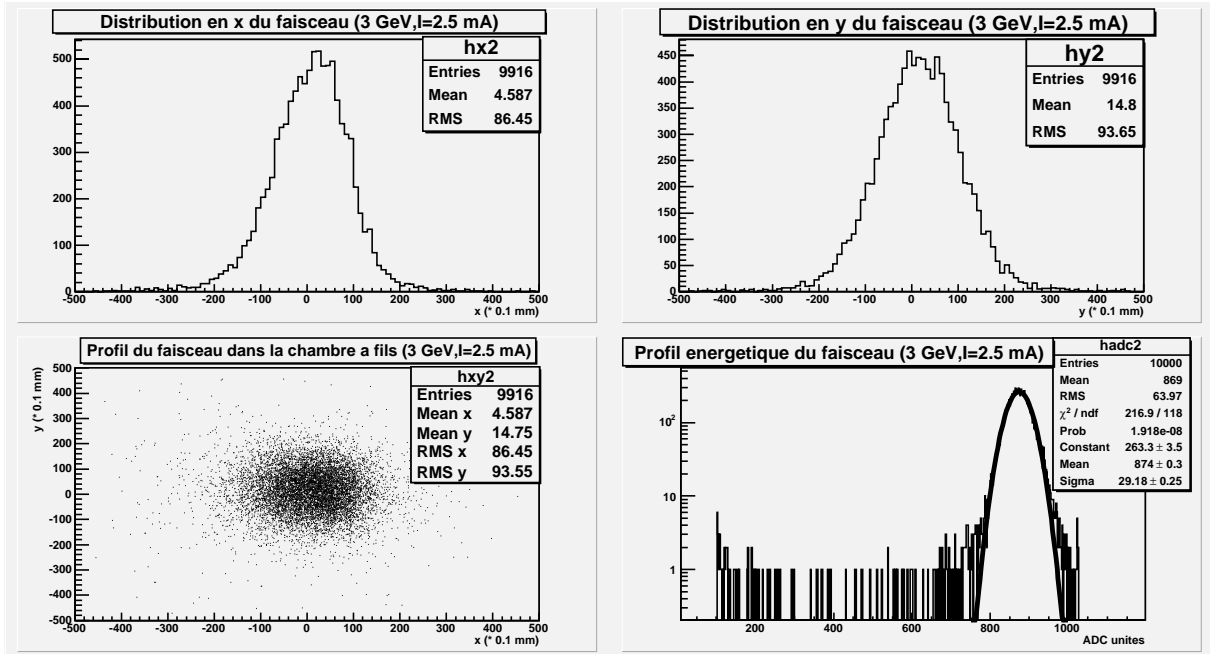 Distribution en x du faisceau (3 GeV,I=2.5 mA)
hx2
Entries 9916
Mean 4.587
RMS 86.45
500
400
300
200
100
0
-500 -400 -300 -200 -100 0 100 200 300 400 500
x (* 0.1 mm)
Distribution en y du faisceau (3 GeV,I=2.5 mA)
hy2
Entries 9916
Mean 14.8
RMS 93.65
450
400
350
300
250
200
150
100
50
0
-500 -400 -300 -200 -100 0 100 200 300 400 500
y (* 0.1 mm)
Profil du faisceau dans la chambre a fils (3 GeV,I=2.5 mA)
hxy2
Entries 9916
Mean x 4.587
Mean y 14.75
RMS x 86.45
RMS y 93.55
y (* 0.1 mm)
500
400
300
200
100
0
-100
-200
-300
-400
-500
-500 -400 -300 -200 -100 0 100 200 300 400 500
x (* 0.1 mm)
Profil energetique du faisceau (3 GeV,I=2.5 mA)
hadc2
Entries 10000
Mean 869
RMS 63.97
χ² / ndf 216.9 / 118
Prob 1.918e-08
Constant 263.3 ± 3.5
Mean 874 ± 0.3
Sigma 29.18 ± 0.25
10²
10
1
200 400 600 800 1000
ADC unites